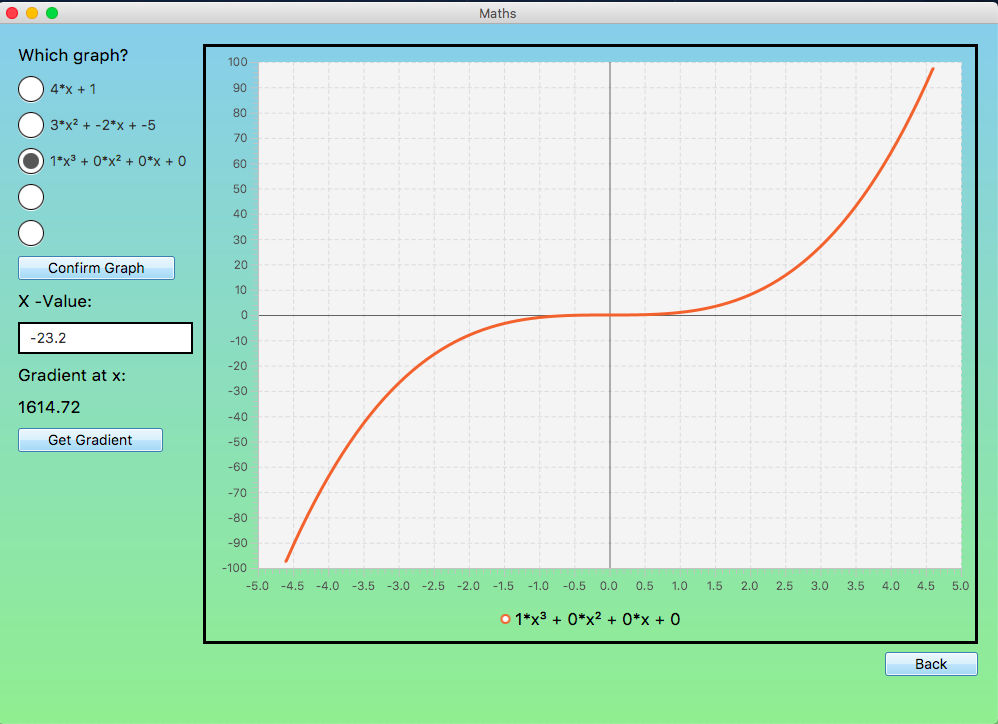 Maths
Which graph?
4*x + 1
3*x² + -2*x + -5
1*x³ + 0*x² + 0*x + 0
Confirm Graph
X -Value:
-23.2
Gradient at x:
1614.72
Get Gradient
100
90
80
70
60
50
40
30
20
10
0
-10
-20
-30
-40
-50
-60
-70
-80
-90
-100
-5.0 -4.5 -4.0 -3.5 -3.0 -2.5 -2.0 -1.5 -1.0 -0.5 0.0 0.5 1.0 1.5 2.0 2.5 3.0 3.5 4.0 4.5 5.0
1*x³ + 0*x² + 0*x + 0
Back